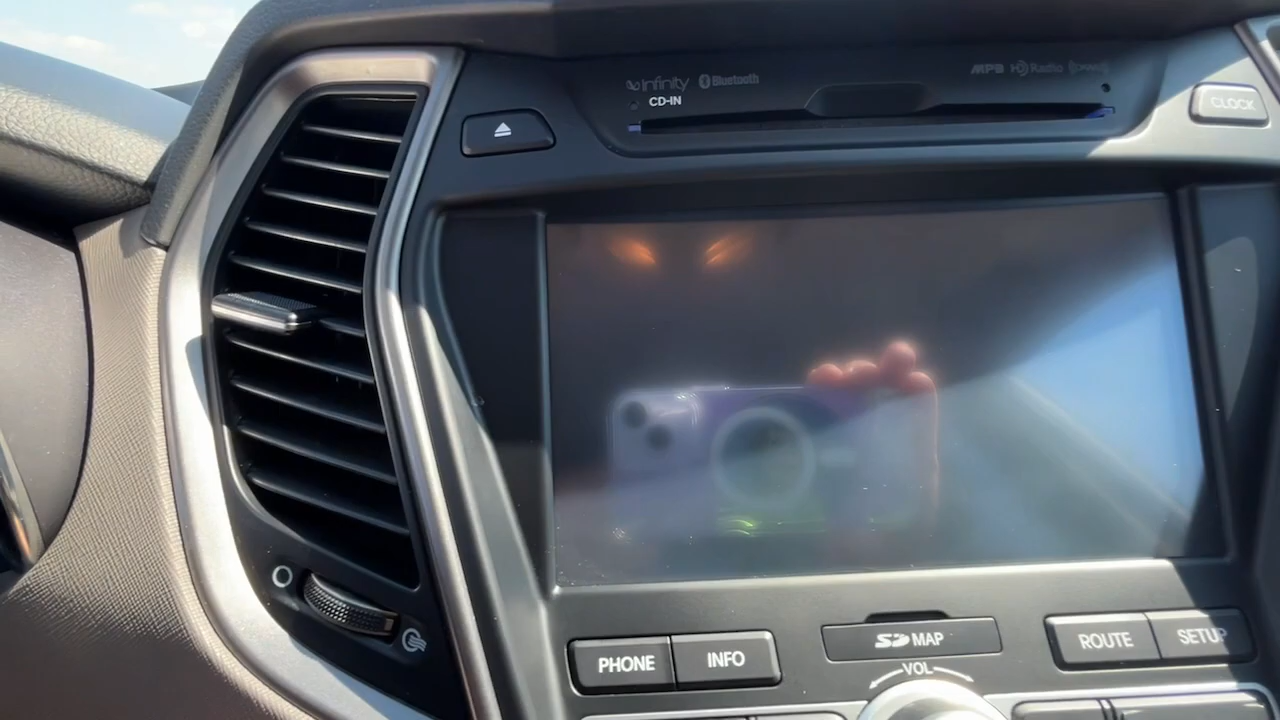 infinity Bluetooth MP3 HD Radio
CD-IN
CLOCK
PHONE INFO
SD MAP
ROUTE SETUP
VOL